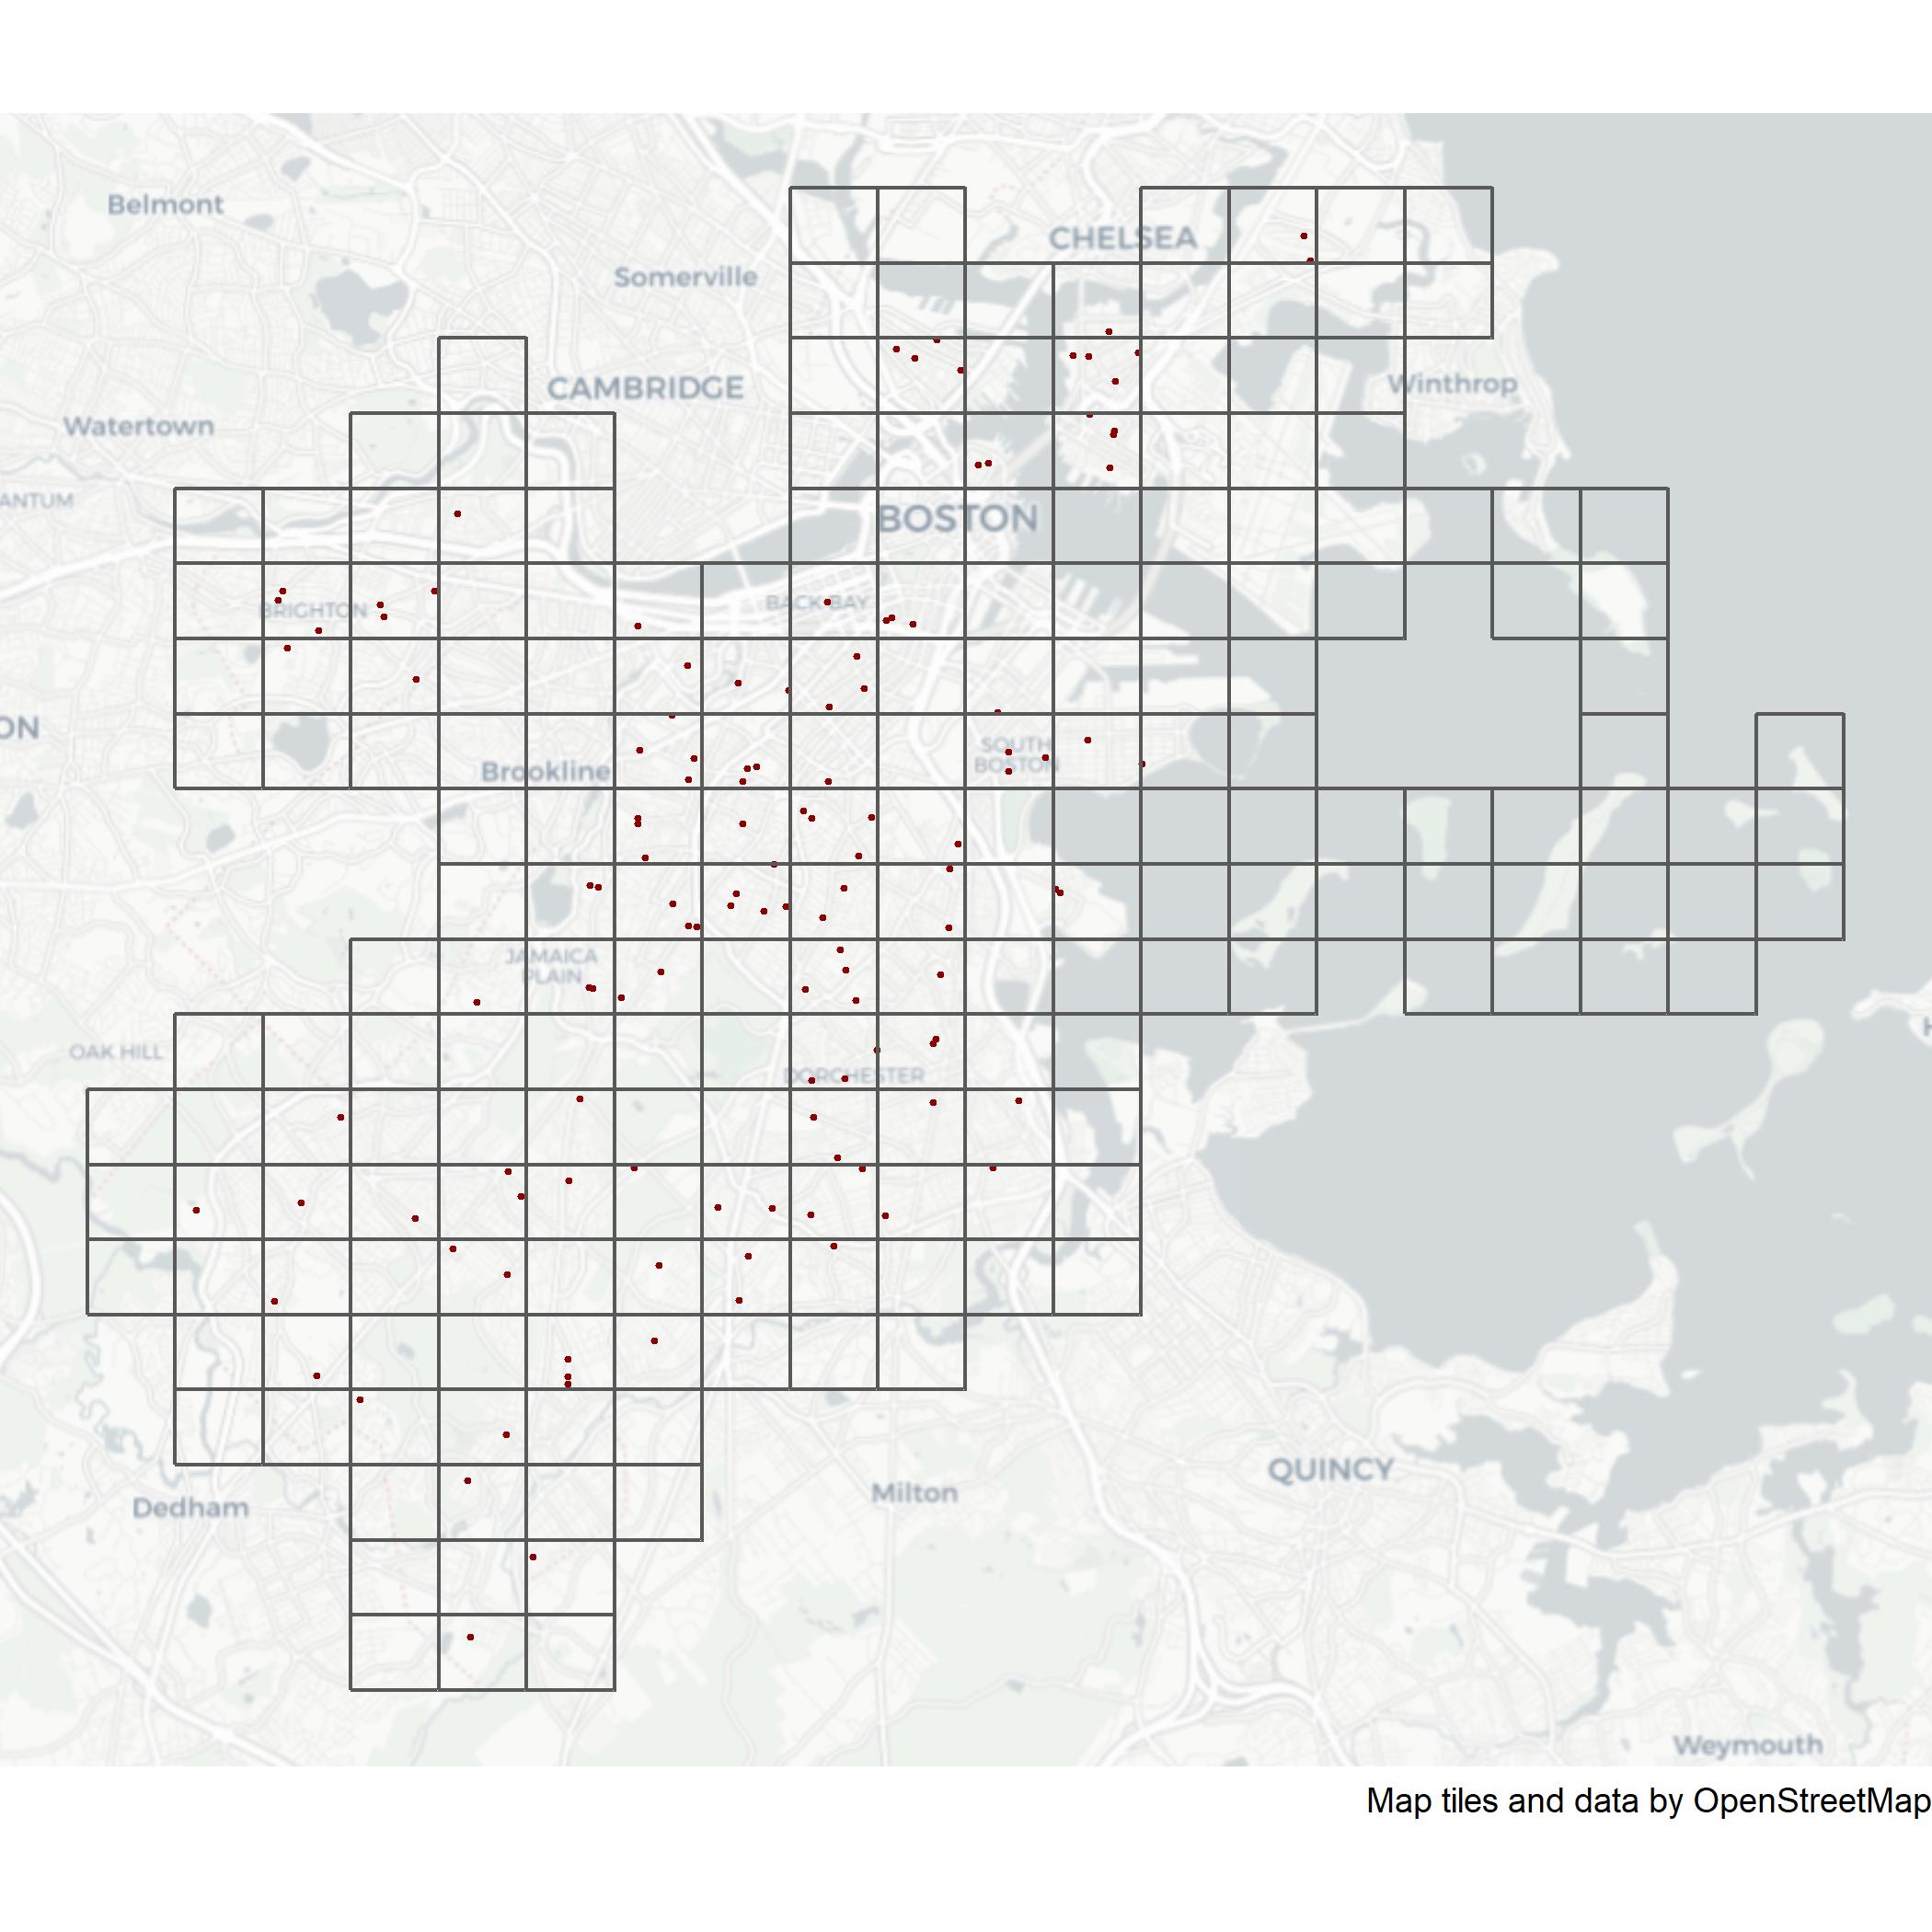 Belmont
CHELSEA
Somerville
CAMBRIDGE
Winthrop
Watertown
ANTUM
BOSTON
BRIGHTON
BACK BAY
ON
SOUTH
BOSTON
Brookline
JAMAICA
PLAIN
H
OAK HILL
DORCHESTER
QUINCY
Milton
Dedham
Weymouth
Map tiles and data by OpenStreetMap